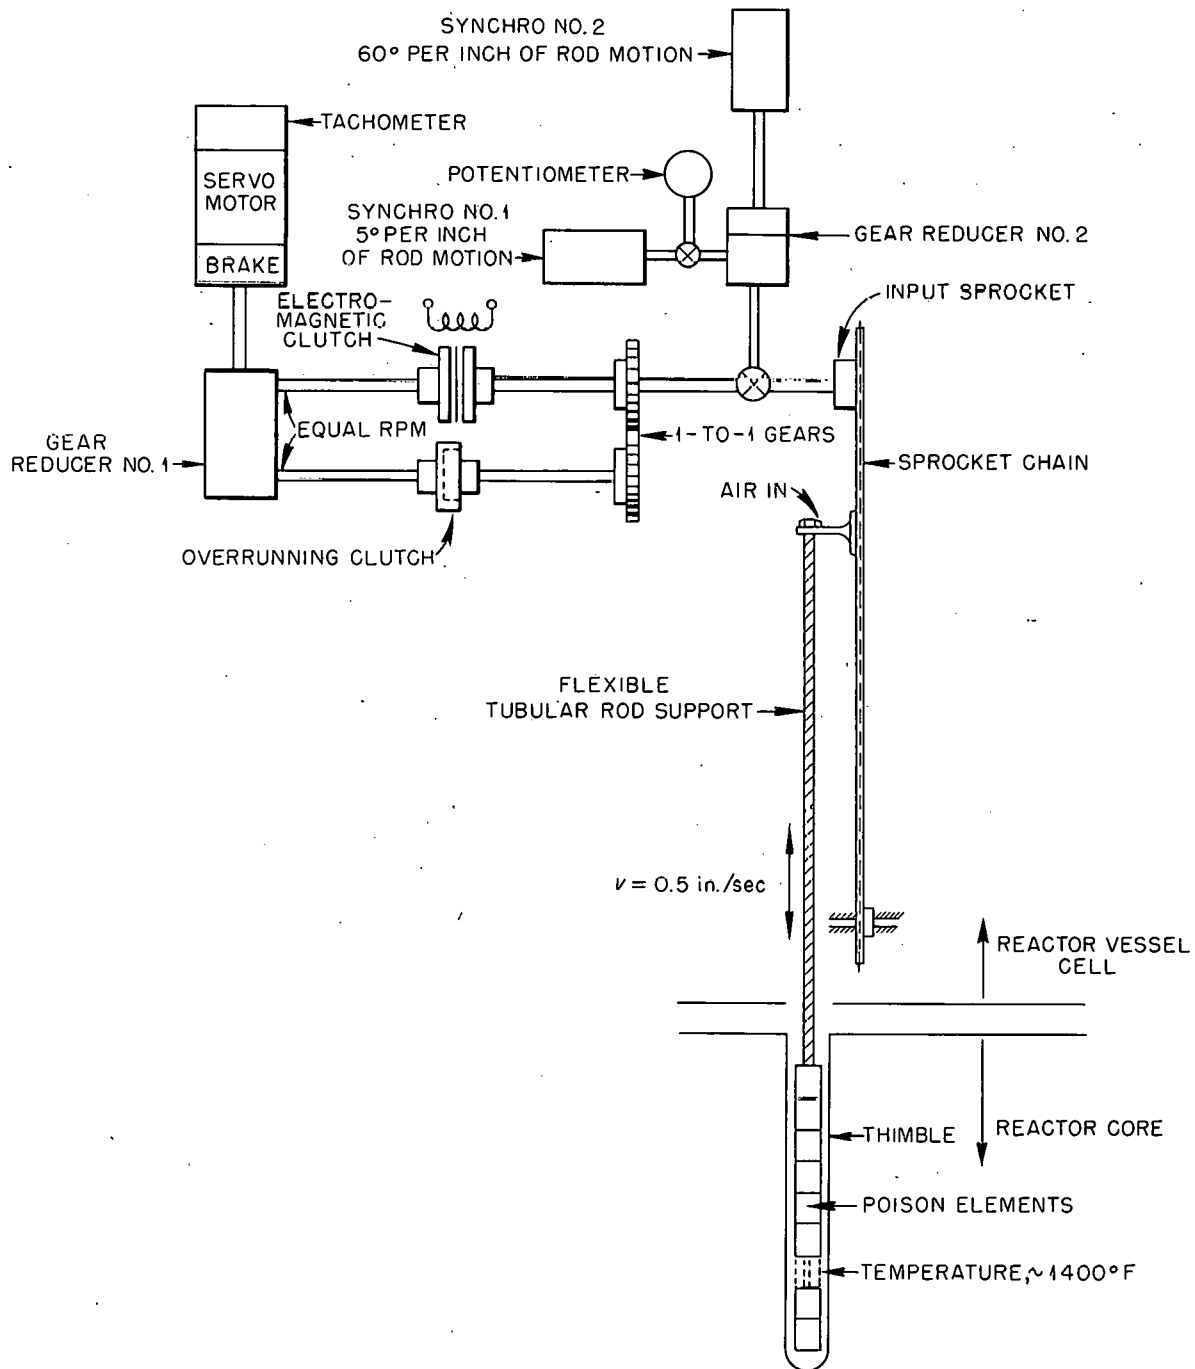 SYNCHRO NO. 2
60° PER INCH OF ROD MOTION
TACHOMETER
SERVO
MOTOR
BRAKE
POTENTIOMETER
SYNCHRO NO. 1
5° PER INCH
OF ROD MOTION
GEAR REDUCER NO. 2
INPUT SPROCKET
ELECTRO-
MAGNETIC
CLUTCH
EQUAL RPM
GEAR
REDUCER NO. 1
1-TO-1 GEARS
SPROCKET CHAIN
AIR IN
OVERRUNNING CLUTCH
FLEXIBLE
TUBULAR ROD SUPPORT
v = 0.5 in./sec
REACTOR VESSEL
CELL
THIMBLE
REACTOR CORE
POISON ELEMENTS
TEMPERATURE, ~1400°F